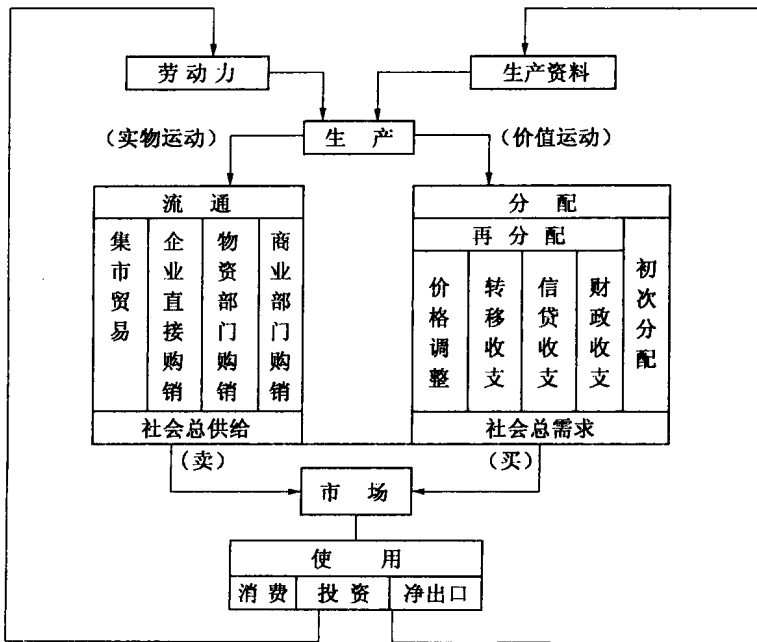 劳动力
生产资料
(实物运动)
生产
(价值运动)
流通
集市贸易
企业直接购销
物资部门购销
商业部门购销
社会总供给
分配
再分配
价格调整
转移收支
信贷收支
财政收支
初次分配
社会总需求
(卖)
(买)
市场
使用
消费
投资
净出口